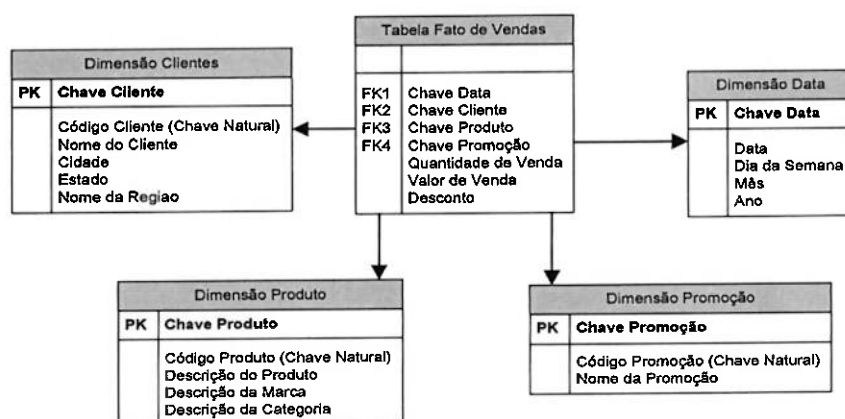 Tabela Fato de Vendas
FK1 Chave Data
FK2 Chave Cliente
FK3 Chave Produto
FK4 Chave Promoção
Quantidade de Venda
Valor de Venda
Desconto
Dimensão Clientes
PK Chave Cliente
Código Cliente (Chave Natural)
Nome do Cliente
Cidade
Estado
Nome da Regiao
Dimensão Data
PK Chave Data
Data
Dia da Semana
Mês
Ano
Dimensão Produto
PK Chave Produto
Código Produto (Chave Natural)
Descrição do Produto
Descrição da Marca
Descrição da Categoria
Dimensão Promoção
PK Chave Promoção
Código Promoção (Chave Natural)
Nome da Promoção